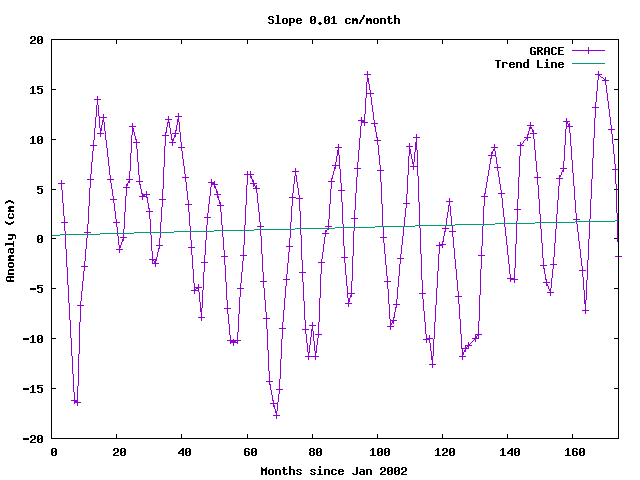 Slope 0.01 cm/month
GRACE
Trend Line
20
15
10
5
0
-5
-10
-15
-20
Anomaly (cm)
0 20 40 60 80 100 120 140 160
Months since Jan 2002